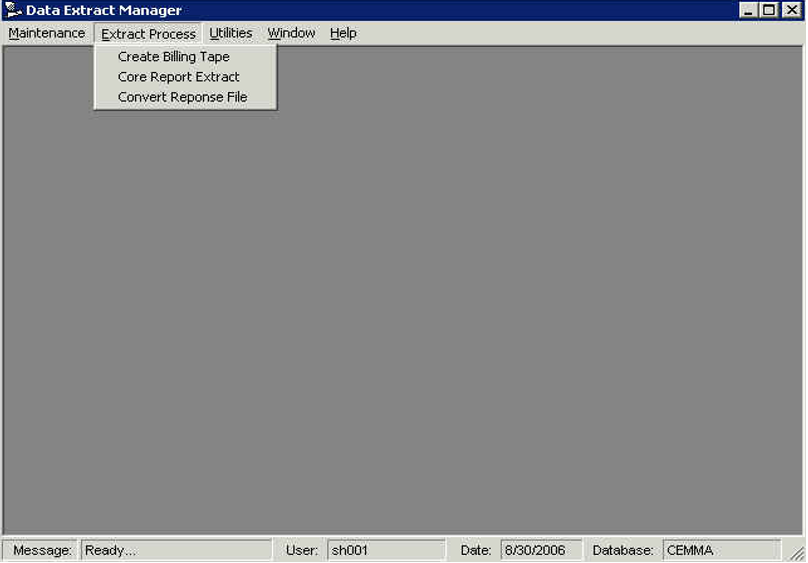 Data Extract Manager
Maintenance Extract Process Utilities Window Help
Create Billing Tape
Core Report Extract
Convert Reponse File
Message: Ready... User: sh001 Date: 8/30/2006 Database: CEMMA